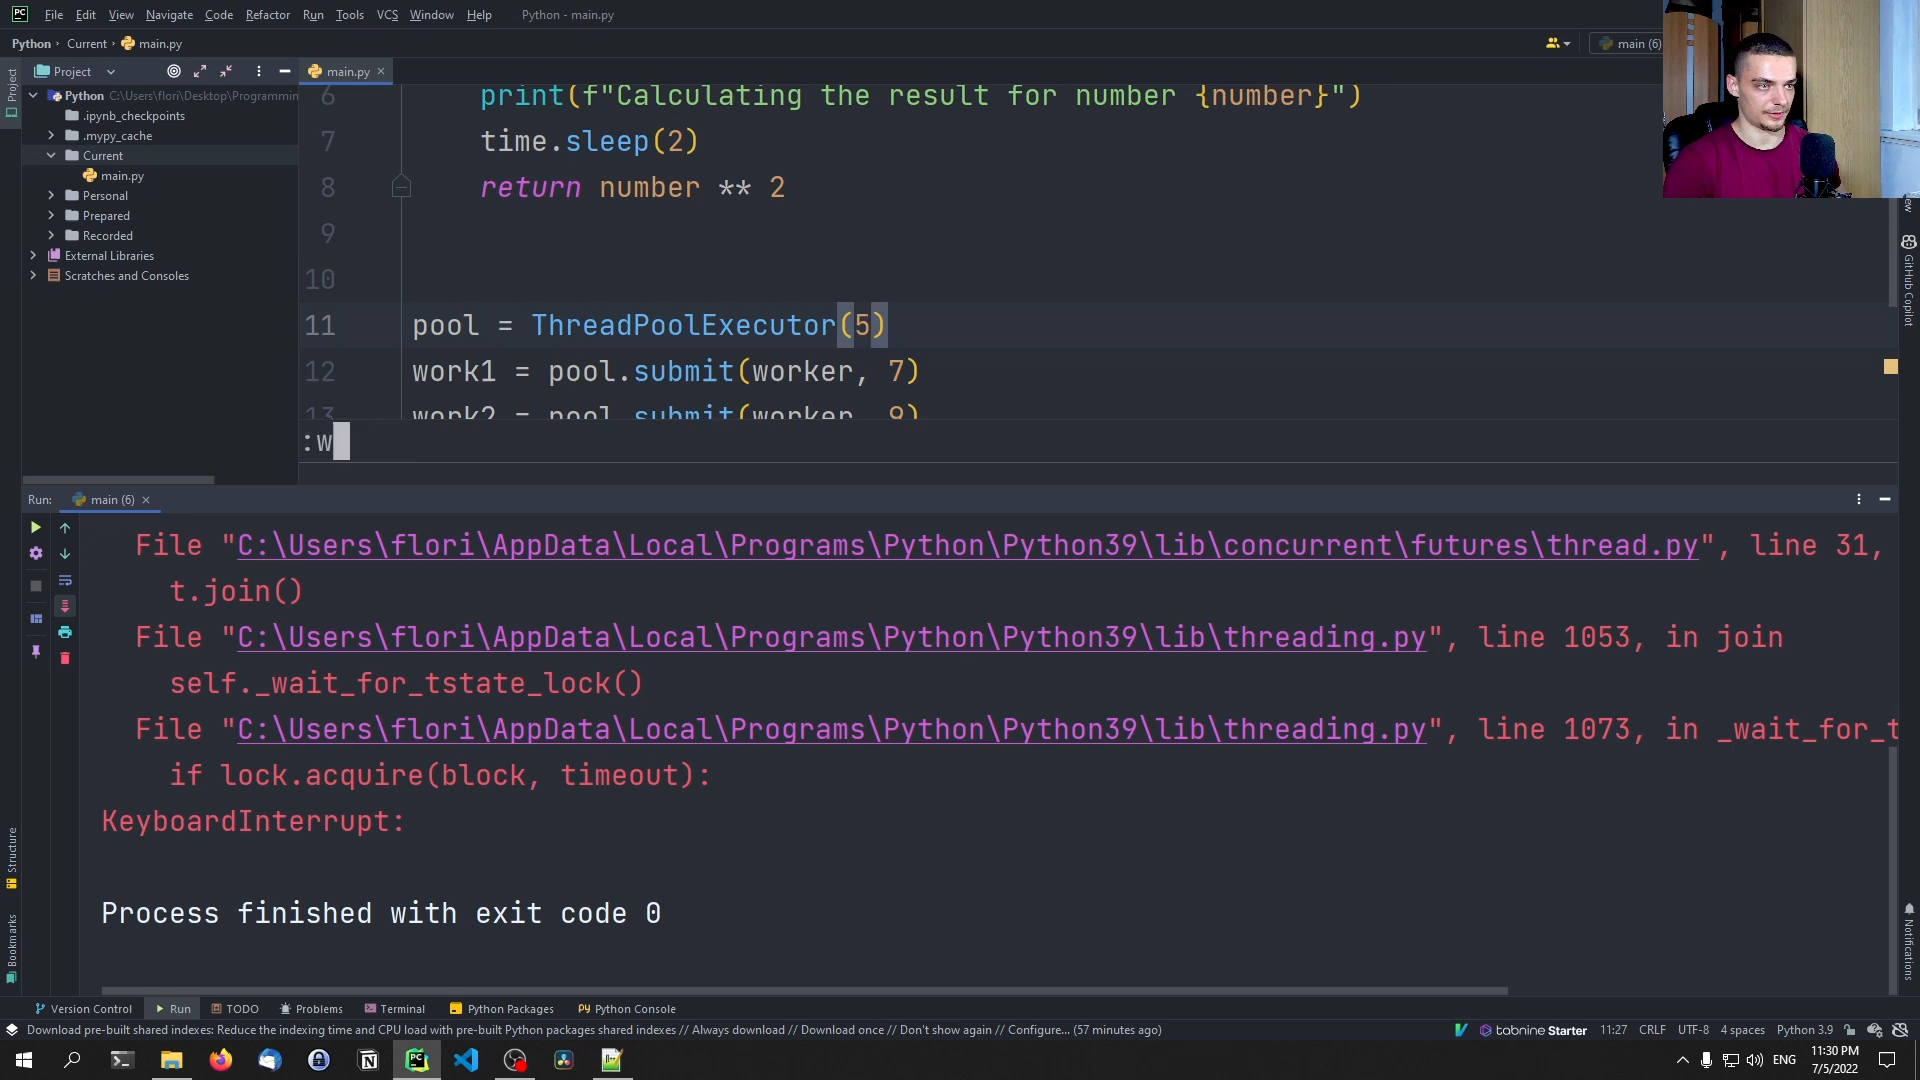 PC File Edit View Navigate Code Refactor Run Tools VCS Window Help Python - main.py
Python › Current › main.py main (6)
Project main.py
Project
Python C:\Users\flori\Desktop\Programmin
.ipynb_checkpoints
.mypy_cache
Current
main.py
Personal
Prepared
Recorded
External Libraries
Scratches and Consoles
6 print(f"Calculating the result for number {number}")
7 time.sleep(2)
8 return number ** 2
9
10
11 pool = ThreadPoolExecutor(5)
12 work1 = pool.submit(worker, 7)
13 work2 = pool.submit(worker, 9)
:w
GitHub Copilot
Run: main (6)
File "C:\Users\flori\AppData\Local\Programs\Python\Python39\lib\concurrent\futures\thread.py", line 31,
t.join()
File "C:\Users\flori\AppData\Local\Programs\Python\Python39\lib\threading.py", line 1053, in join
self._wait_for_tstate_lock()
File "C:\Users\flori\AppData\Local\Programs\Python\Python39\lib\threading.py", line 1073, in _wait_for_t
if lock.acquire(block, timeout):
KeyboardInterrupt:
Process finished with exit code 0
Structure
Bookmarks
Notifications
Version Control Run TODO Problems Terminal Python Packages Python Console
Download pre-built shared indexes: Reduce the indexing time and CPU load with pre-built Python packages shared indexes // Always download // Download once // Don't show again // Configure... (57 minutes ago) tabnine Starter 11:27 CRLF UTF-8 4 spaces Python 3.9
ENG 11:30 PM
7/5/2022